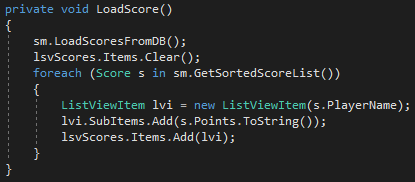 private void LoadScore()
{
    sm.LoadScoresFromDB();
    lsvScores.Items.Clear();
    foreach (Score s in sm.GetSortedScoreList())
    {
        ListViewItem lvi = new ListViewItem(s.PlayerName);
        lvi.SubItems.Add(s.Points.ToString());
        lsvScores.Items.Add(lvi);
    }
}